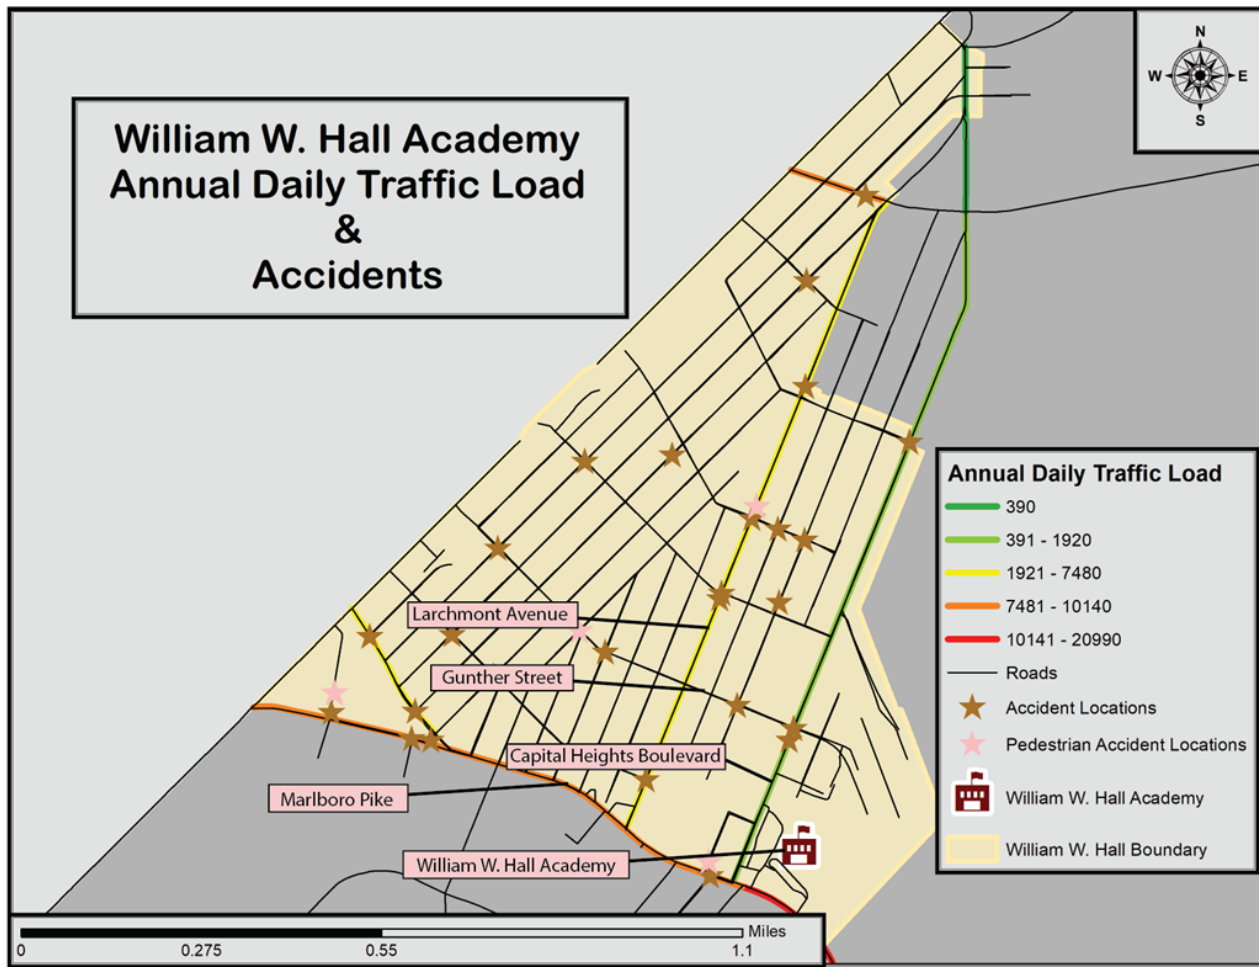 William W. Hall Academy
Annual Daily Traffic Load
&
Accidents
N
W
E
S
Larchmont Avenue
Gunther Street
Capital Heights Boulevard
Marlboro Pike
William W. Hall Academy
Annual Daily Traffic Load
390
391 - 1920
1921 - 7480
7481 - 10140
10141 - 20990
Roads
Accident Locations
Pedestrian Accident Locations
William W. Hall Academy
William W. Hall Boundary
Miles
0
0.275
0.55
1.1